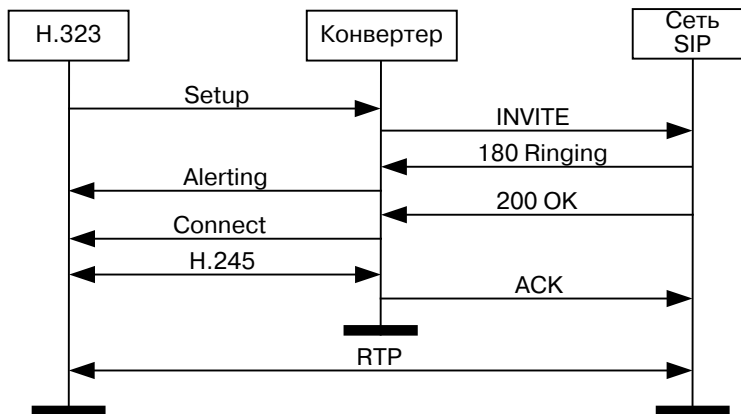 H.323
Конвертер
Сеть
SIP
Setup
INVITE
180 Ringing
Alerting
200 OK
Connect
H.245
ACK
RTP